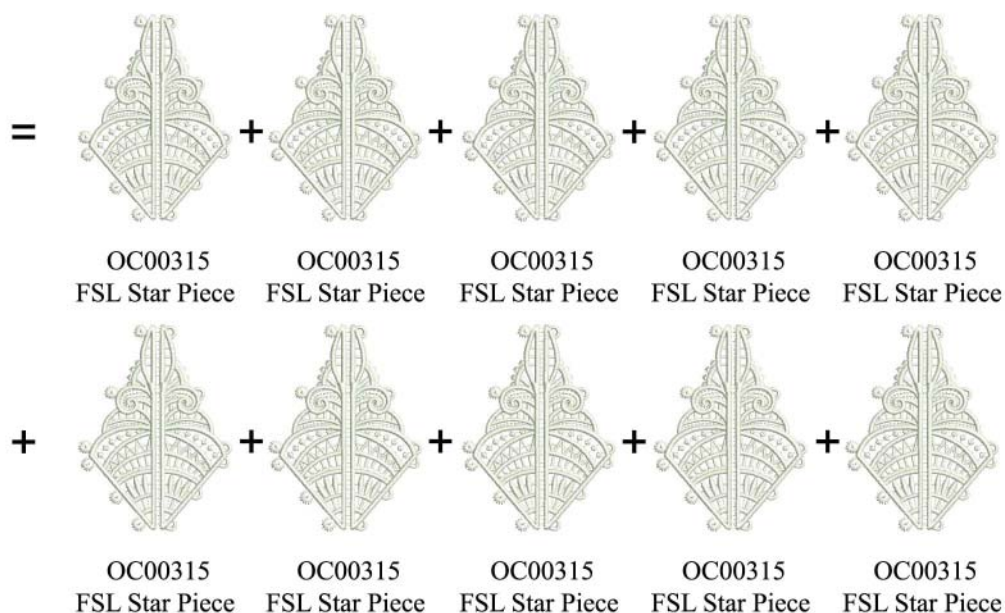 = + + + +
OC00315 OC00315 OC00315 OC00315 OC00315
FSL Star Piece FSL Star Piece FSL Star Piece FSL Star Piece FSL Star Piece
+ + + + +
OC00315 OC00315 OC00315 OC00315 OC00315
FSL Star Piece FSL Star Piece FSL Star Piece FSL Star Piece FSL Star Piece